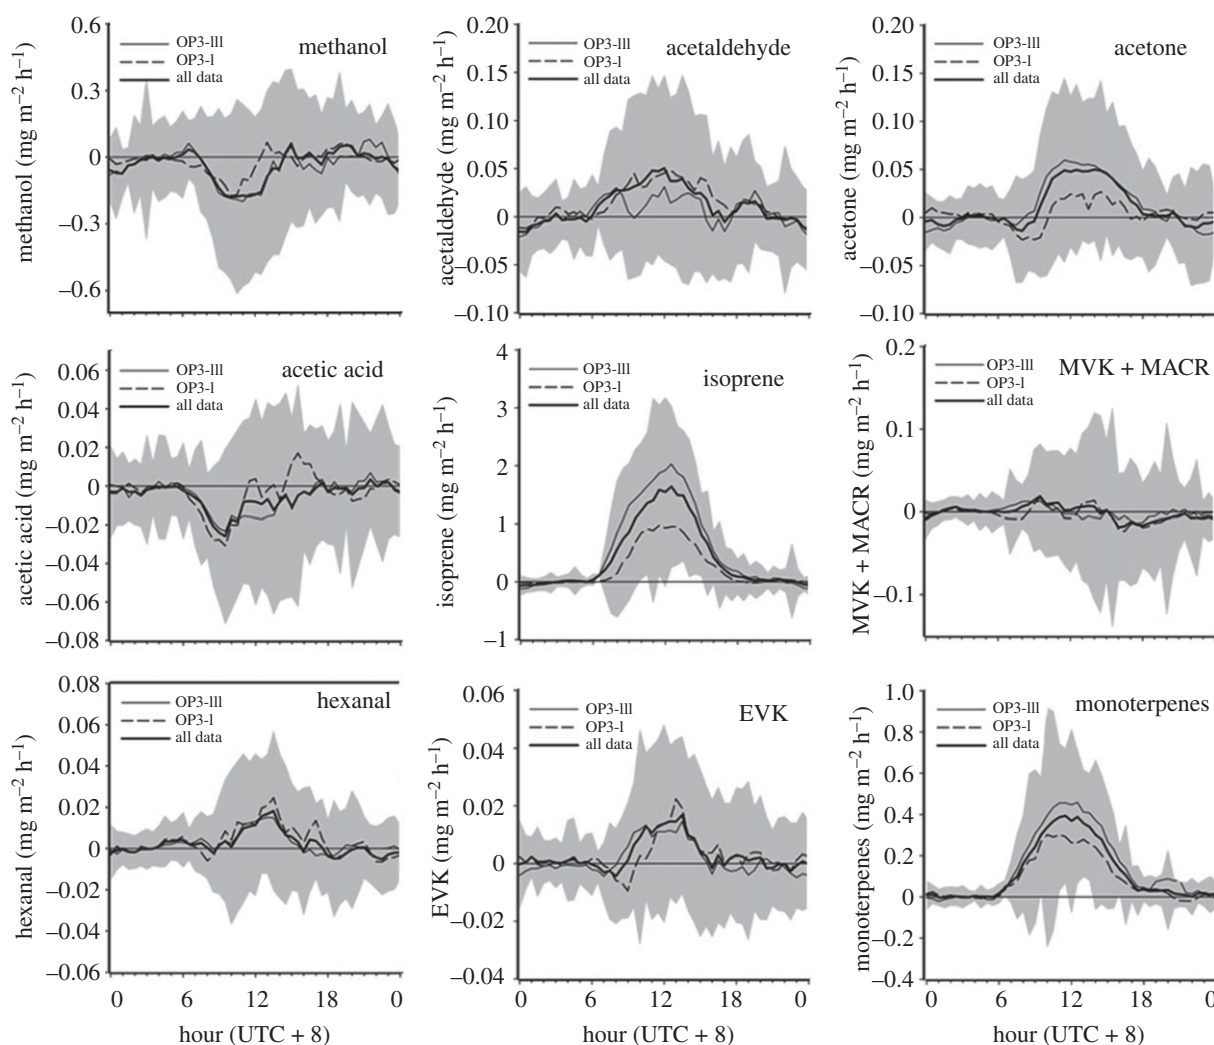 methanol
OP3-lll
OP3-l
all data
methanol (mg m–2 h–1)
0.6
0.3
0
–0.3
–0.6
acetaldehyde
OP3-lll
OP3-l
all data
acetaldehyde (mg m–2 h–1)
0.20
0.15
0.10
0.05
0
–0.05
–0.10
acetone
OP3-lll
OP3-l
all data
acetone (mg m–2 h–1)
0.20
0.15
0.10
0.05
0
–0.05
–0.10
acetic acid
OP3-lll
OP3-l
all data
acetic acid (mg m–2 h–1)
0.06
0.04
0.02
0
–0.02
–0.04
–0.06
–0.08
isoprene
OP3-lll
OP3-l
all data
isoprene (mg m–2 h–1)
4
3
2
1
0
–1
MVK + MACR
OP3-lll
OP3-l
all data
MVK + MACR (mg m–2 h–1)
0.2
0.1
0
–0.1
hexanal
OP3-lll
OP3-l
all data
hexanal (mg m–2 h–1)
0.08
0.06
0.04
0.02
0
–0.02
–0.04
–0.06
0 6 12 18 0
hour (UTC + 8)
EVK
OP3-lll
OP3-l
all data
EVK (mg m–2 h–1)
0.06
0.04
0.02
0
–0.02
–0.04
0 6 12 18 0
hour (UTC + 8)
monoterpenes
OP3-lll
OP3-l
all data
monoterpenes (mg m–2 h–1)
1.0
0.8
0.6
0.4
0.2
0
–0.2
–0.4
0 6 12 18 0
hour (UTC + 8)